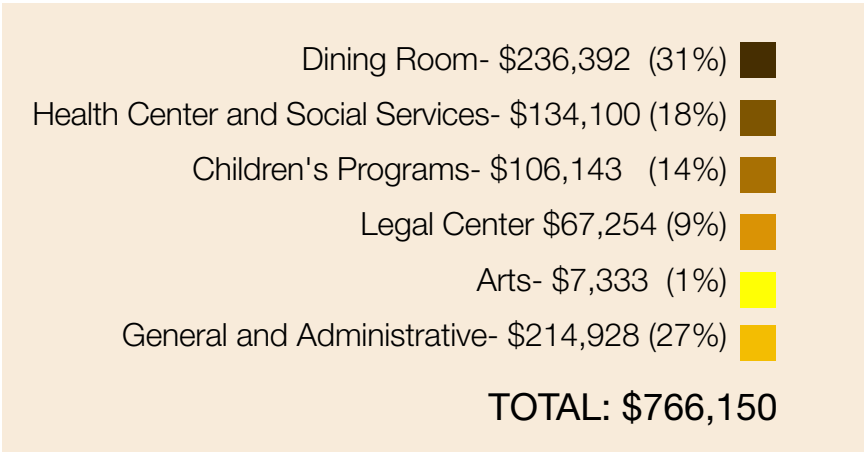 Dining Room- $236,392 (31%)
Health Center and Social Services- $134,100 (18%)
Children's Programs- $106,143 (14%)
Legal Center $67,254 (9%)
Arts- $7,333 (1%)
General and Administrative- $214,928 (27%)
TOTAL: $766,150